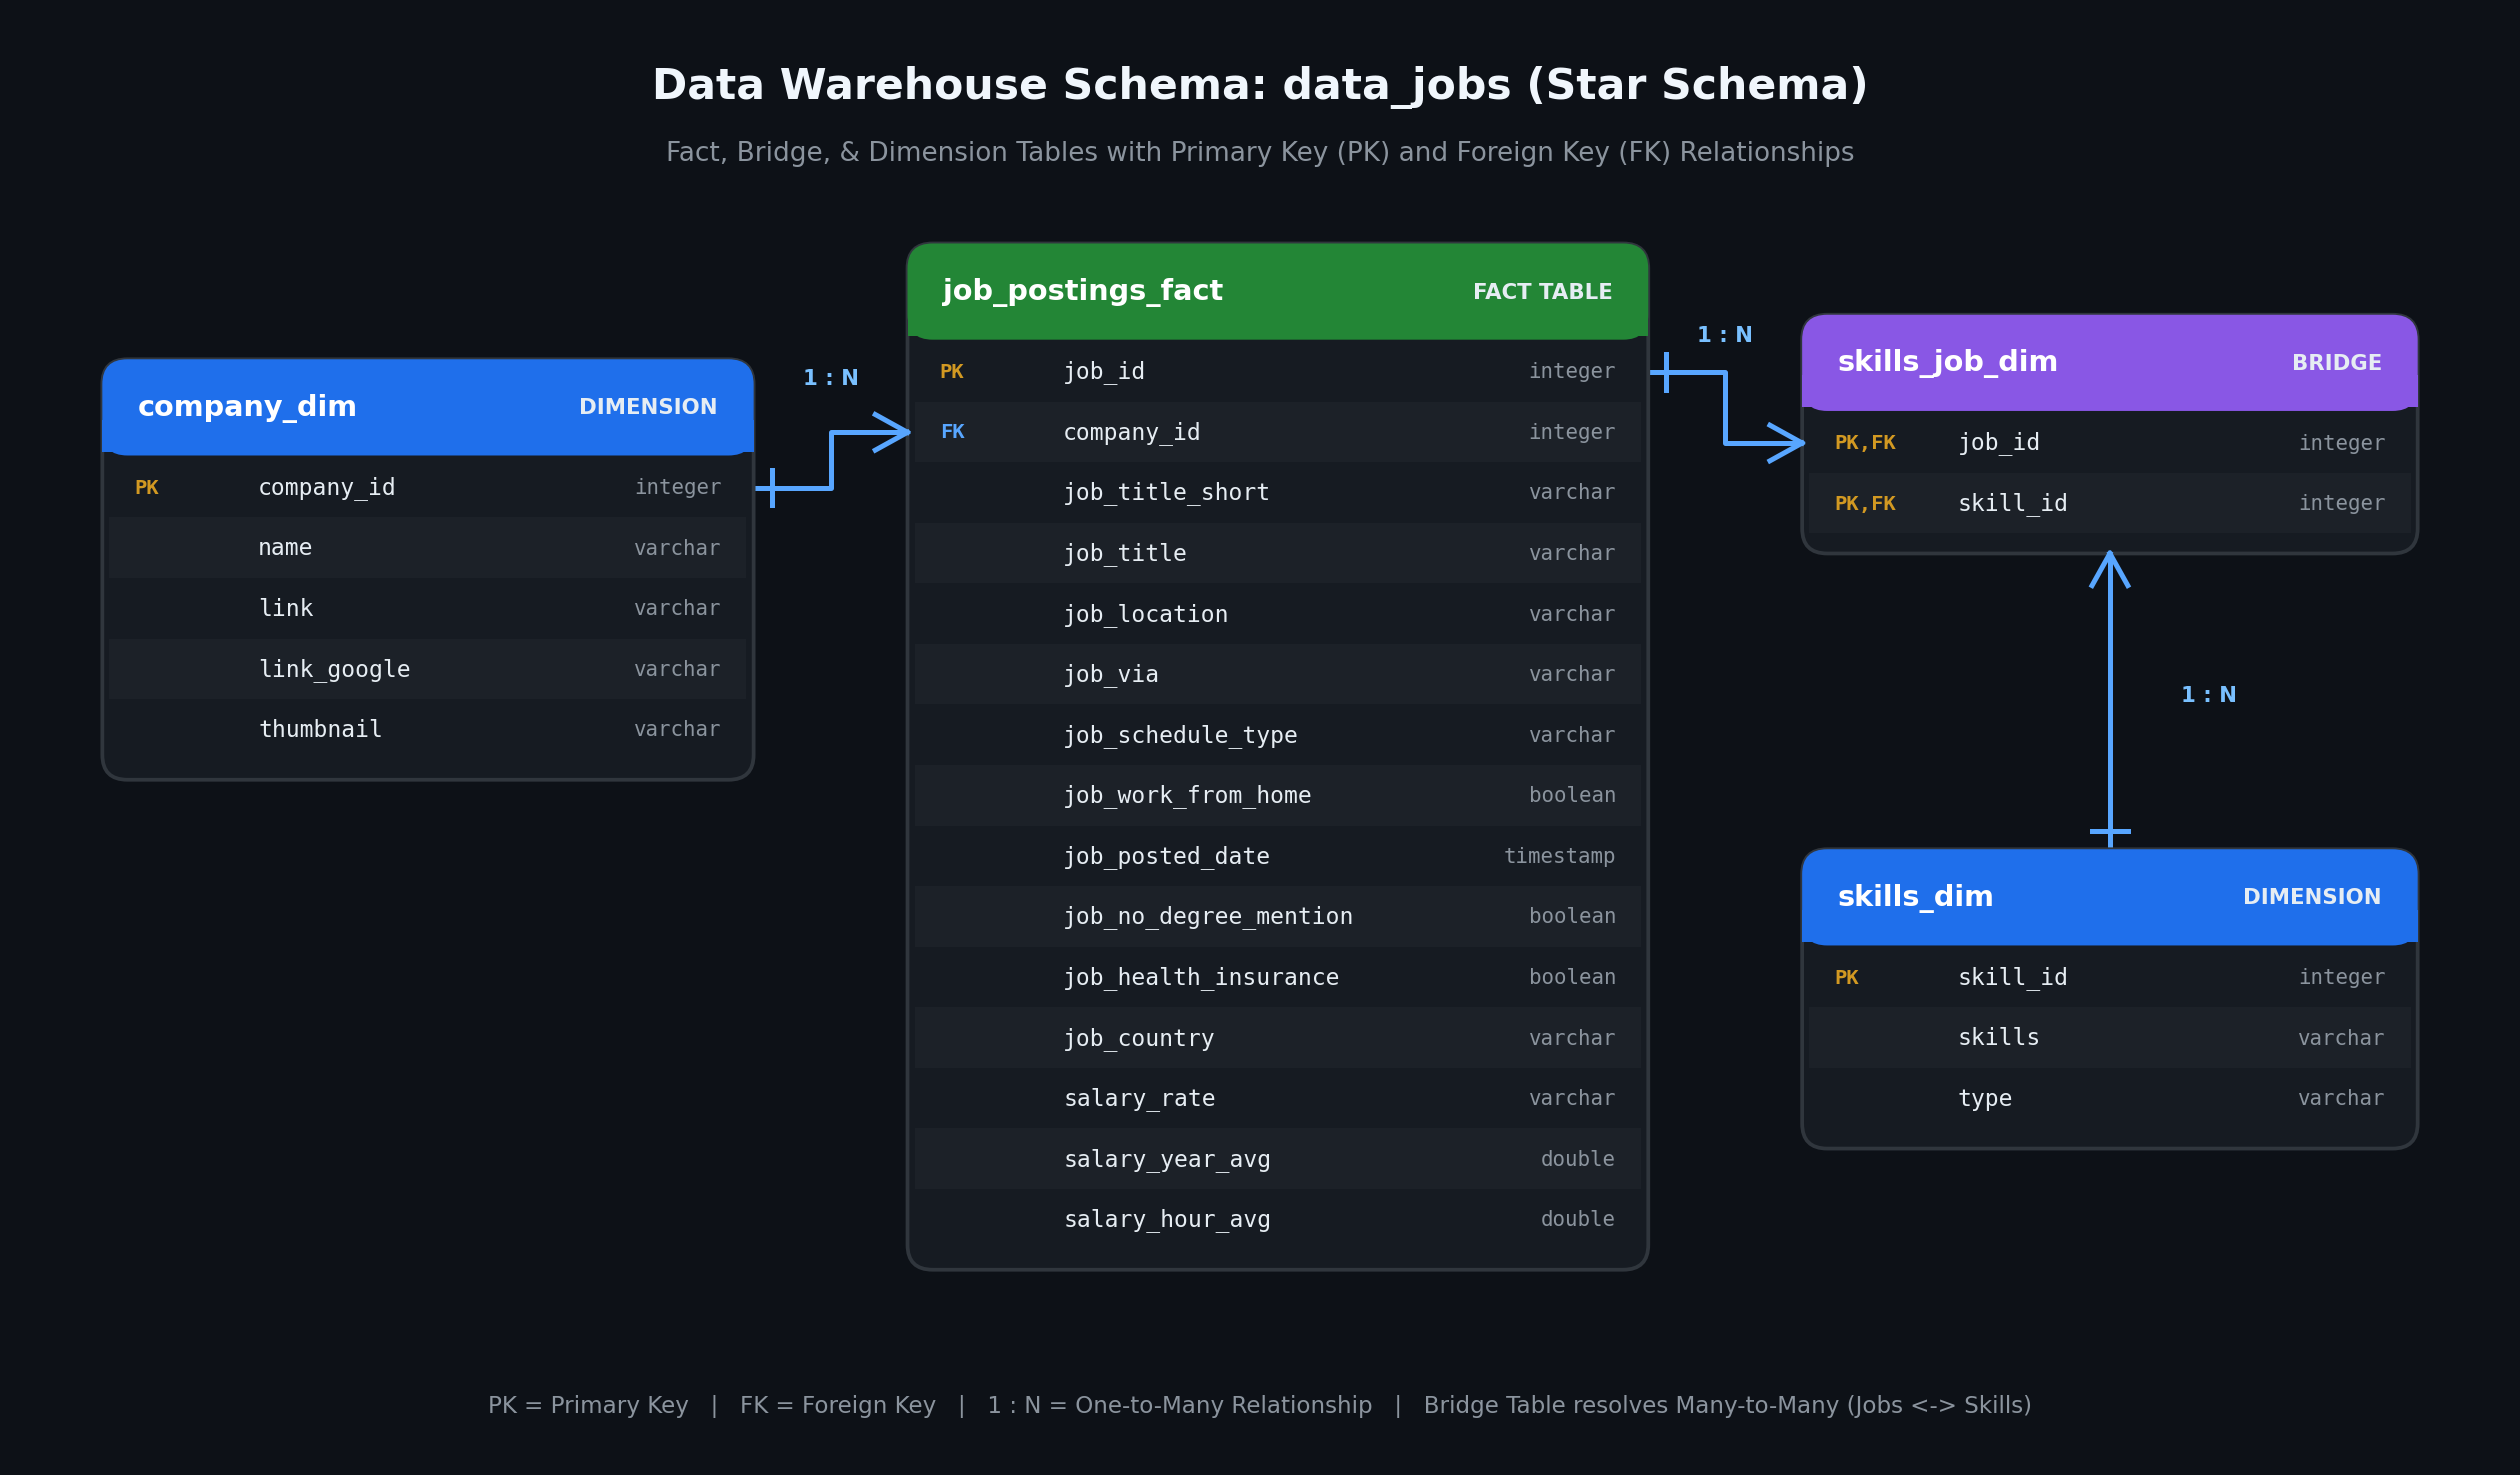 Data Warehouse Schema: data_jobs (Star Schema)
Fact, Bridge, & Dimension Tables with Primary Key (PK) and Foreign Key (FK) Relationships
company_dim DIMENSION
PK company_id integer
name varchar
link varchar
link_google varchar
thumbnail varchar
1 : N
job_postings_fact FACT TABLE
PK job_id integer
FK company_id integer
job_title_short varchar
job_title varchar
job_location varchar
job_via varchar
job_schedule_type varchar
job_work_from_home boolean
job_posted_date timestamp
job_no_degree_mention boolean
job_health_insurance boolean
job_country varchar
salary_rate varchar
salary_year_avg double
salary_hour_avg double
1 : N
skills_job_dim BRIDGE
PK,FK job_id integer
PK,FK skill_id integer
1 : N
skills_dim DIMENSION
PK skill_id integer
skills varchar
type varchar
PK = Primary Key | FK = Foreign Key | 1 : N = One-to-Many Relationship | Bridge Table resolves Many-to-Many (Jobs <-> Skills)